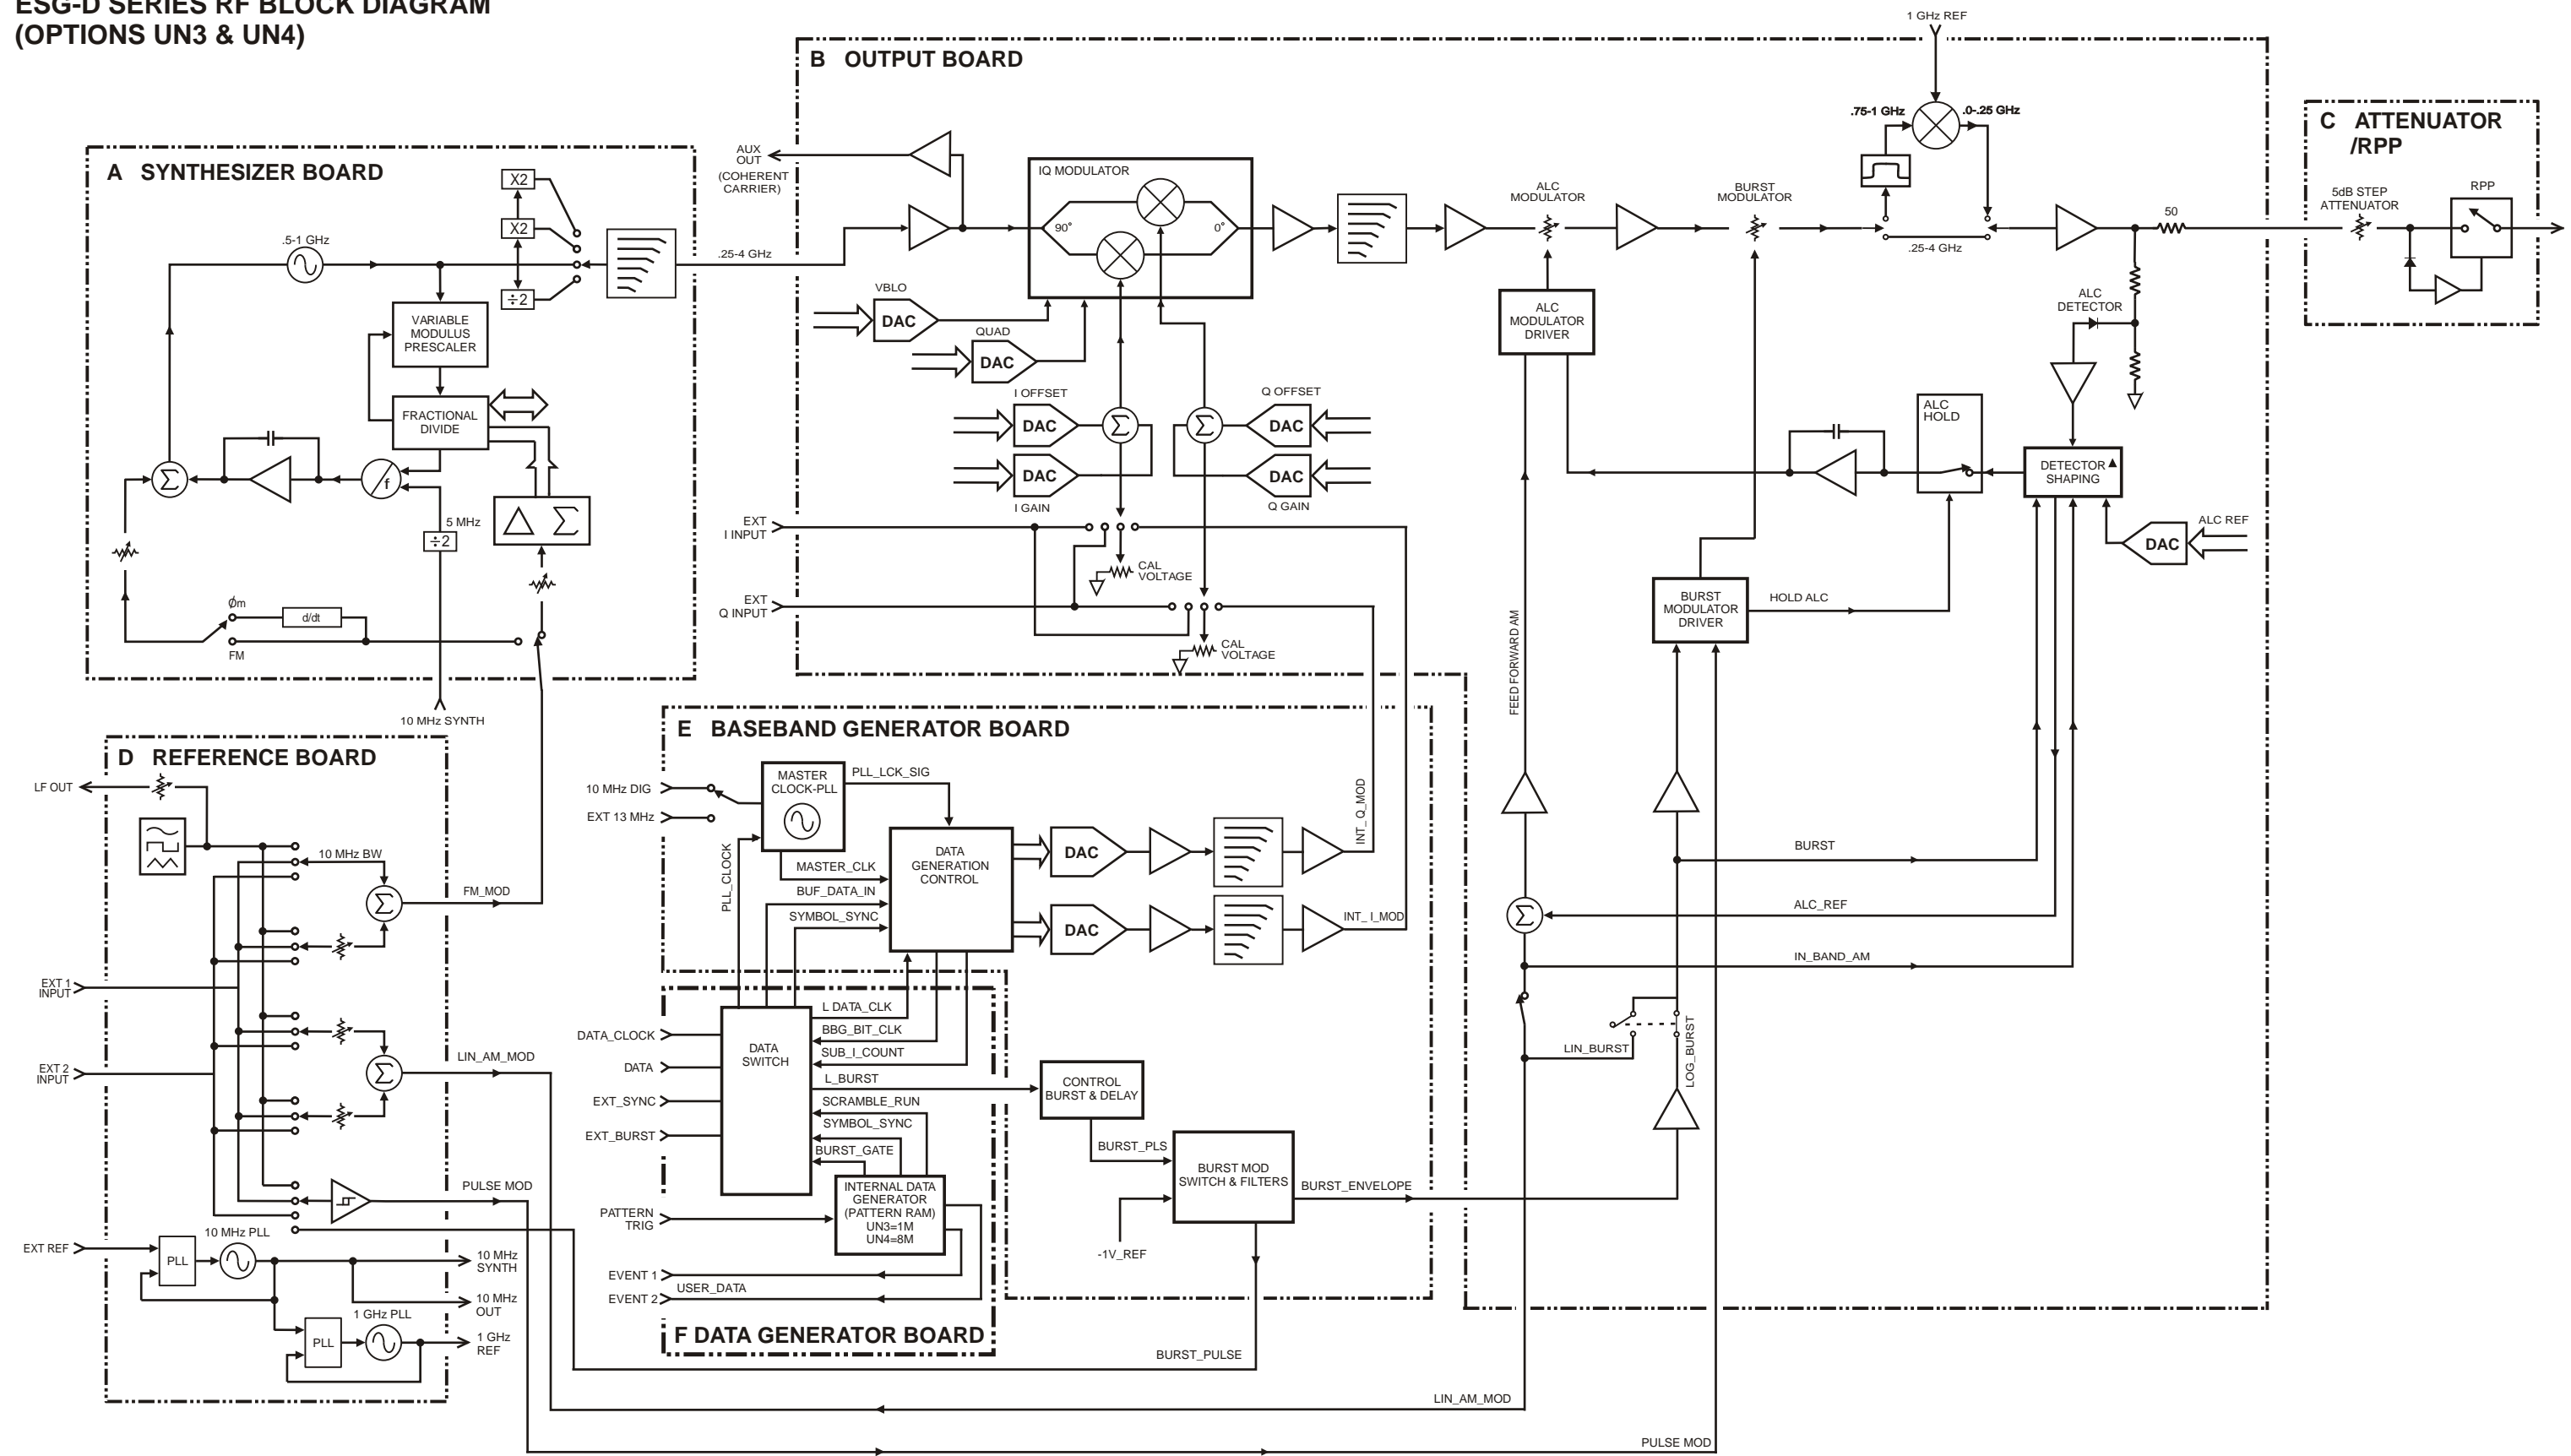 ESG-D SERIES RF BLOCK DIAGRAM
(OPTIONS UN3 & UN4)
1 GHz REF
B OUTPUT BOARD
.75-1 GHz
.0-.25 GHz
C ATTENUATOR
/RPP
A SYNTHESIZER BOARD
AUX
OUT
(COHERENT
CARRIER)
IQ MODULATOR
90°
0°
ALC
MODULATOR
BURST
MODULATOR
.25-4 GHz
50
5dB STEP
ATTENUATOR
RPP
X2
X2
÷2
.5-1 GHz
.25-4 GHz
VARIABLE
MODULUS
PRESCALER
VBLO
DAC
QUAD
DAC
ALC
MODULATOR
DRIVER
ALC
DETECTOR
FRACTIONAL
DIVIDE
I OFFSET
DAC
Σ
Σ
Q OFFSET
DAC
ALC
HOLD
Σ
f
DAC
I GAIN
DAC
Q GAIN
DETECTOR
SHAPING
5 MHz
÷2
Δ Σ
EXT
I INPUT
CAL
VOLTAGE
ALC REF
DAC
EXT
Q INPUT
CAL
VOLTAGE
BURST
MODULATOR
DRIVER
HOLD ALC
FEED FORWARD AM
Øm
d/dt
FM
10 MHz SYNTH
D REFERENCE BOARD
E BASEBAND GENERATOR BOARD
LF OUT
10 MHz BW
Σ
FM_MOD
10 MHz DIG
EXT 13 MHz
MASTER
CLOCK-PLL
PLL_LCK_SIG
PLL_CLOCK
MASTER_CLK
BUF_DATA_IN
SYMBOL_SYNC
DATA
GENERATION
CONTROL
DAC
INT_ Q_MOD
DAC
INT_ I_MOD
BURST
Σ
ALC_REF
IN_BAND_AM
EXT 1
INPUT
EXT 2
INPUT
Σ
LIN_AM_MOD
DATA_CLOCK
DATA
EXT_SYNC
EXT_BURST
DATA
SWITCH
L DATA_CLK
BBG_BIT_CLK
SUB_I_COUNT
L_BURST
SCRAMBLE_RUN
SYMBOL_SYNC
BURST_GATE
CONTROL
BURST & DELAY
LIN_BURST
LOG_BURST
PULSE MOD
PATTERN
TRIG
INTERNAL DATA
GENERATOR
(PATTERN RAM)
UN3=1M
UN4=8M
BURST_PLS
BURST MOD
SWITCH & FILTERS
BURST_ENVELOPE
-1V_REF
EXT REF
10 MHz PLL
PLL
10 MHz
SYNTH
10 MHz
OUT
1 GHz PLL
PLL
1 GHz
REF
EVENT 1
USER_DATA
EVENT 2
F DATA GENERATOR BOARD
BURST_PULSE
LIN_AM_MOD
PULSE MOD